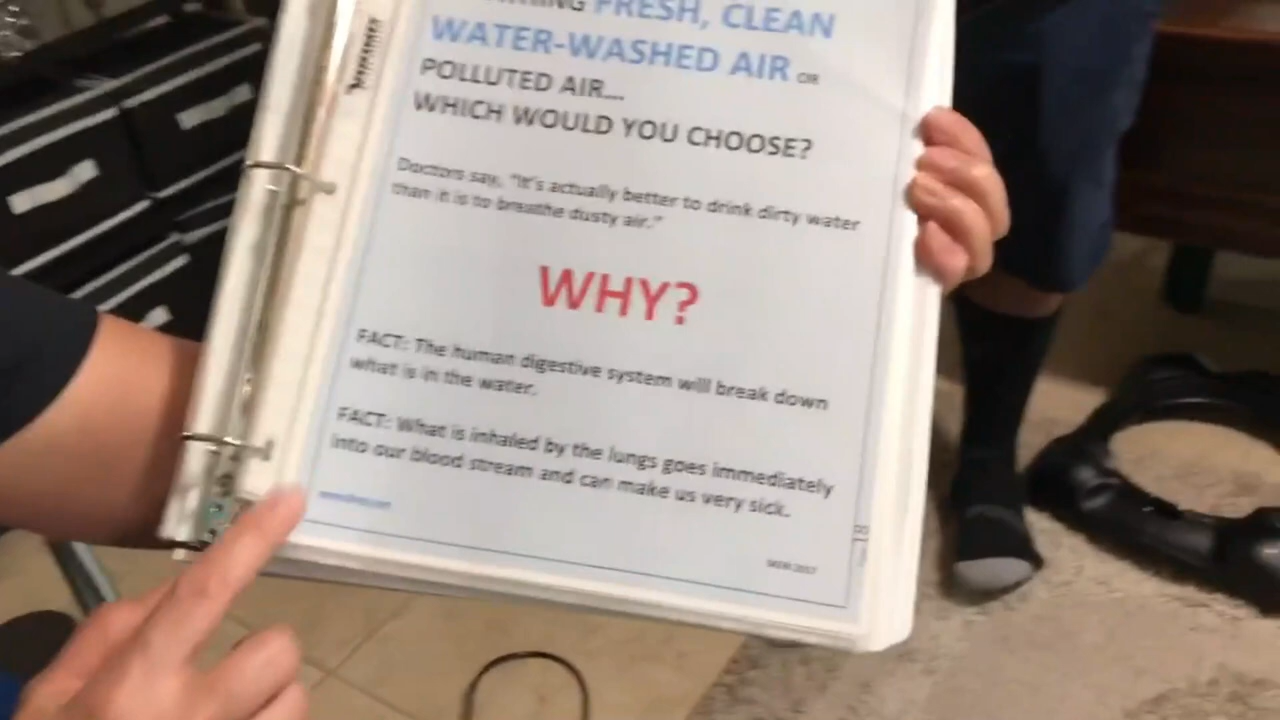 FRESH, CLEAN
WATER-WASHED AIR OR
POLLUTED AIR...
WHICH WOULD YOU CHOOSE?
Doctors say, "It's actually better to drink dirty water
than it is to breathe dusty air."
WHY?
FACT: The human digestive system will break down
what is in the water.
FACT: What is inhaled by the lungs goes immediately
into our blood stream and can make us very sick.